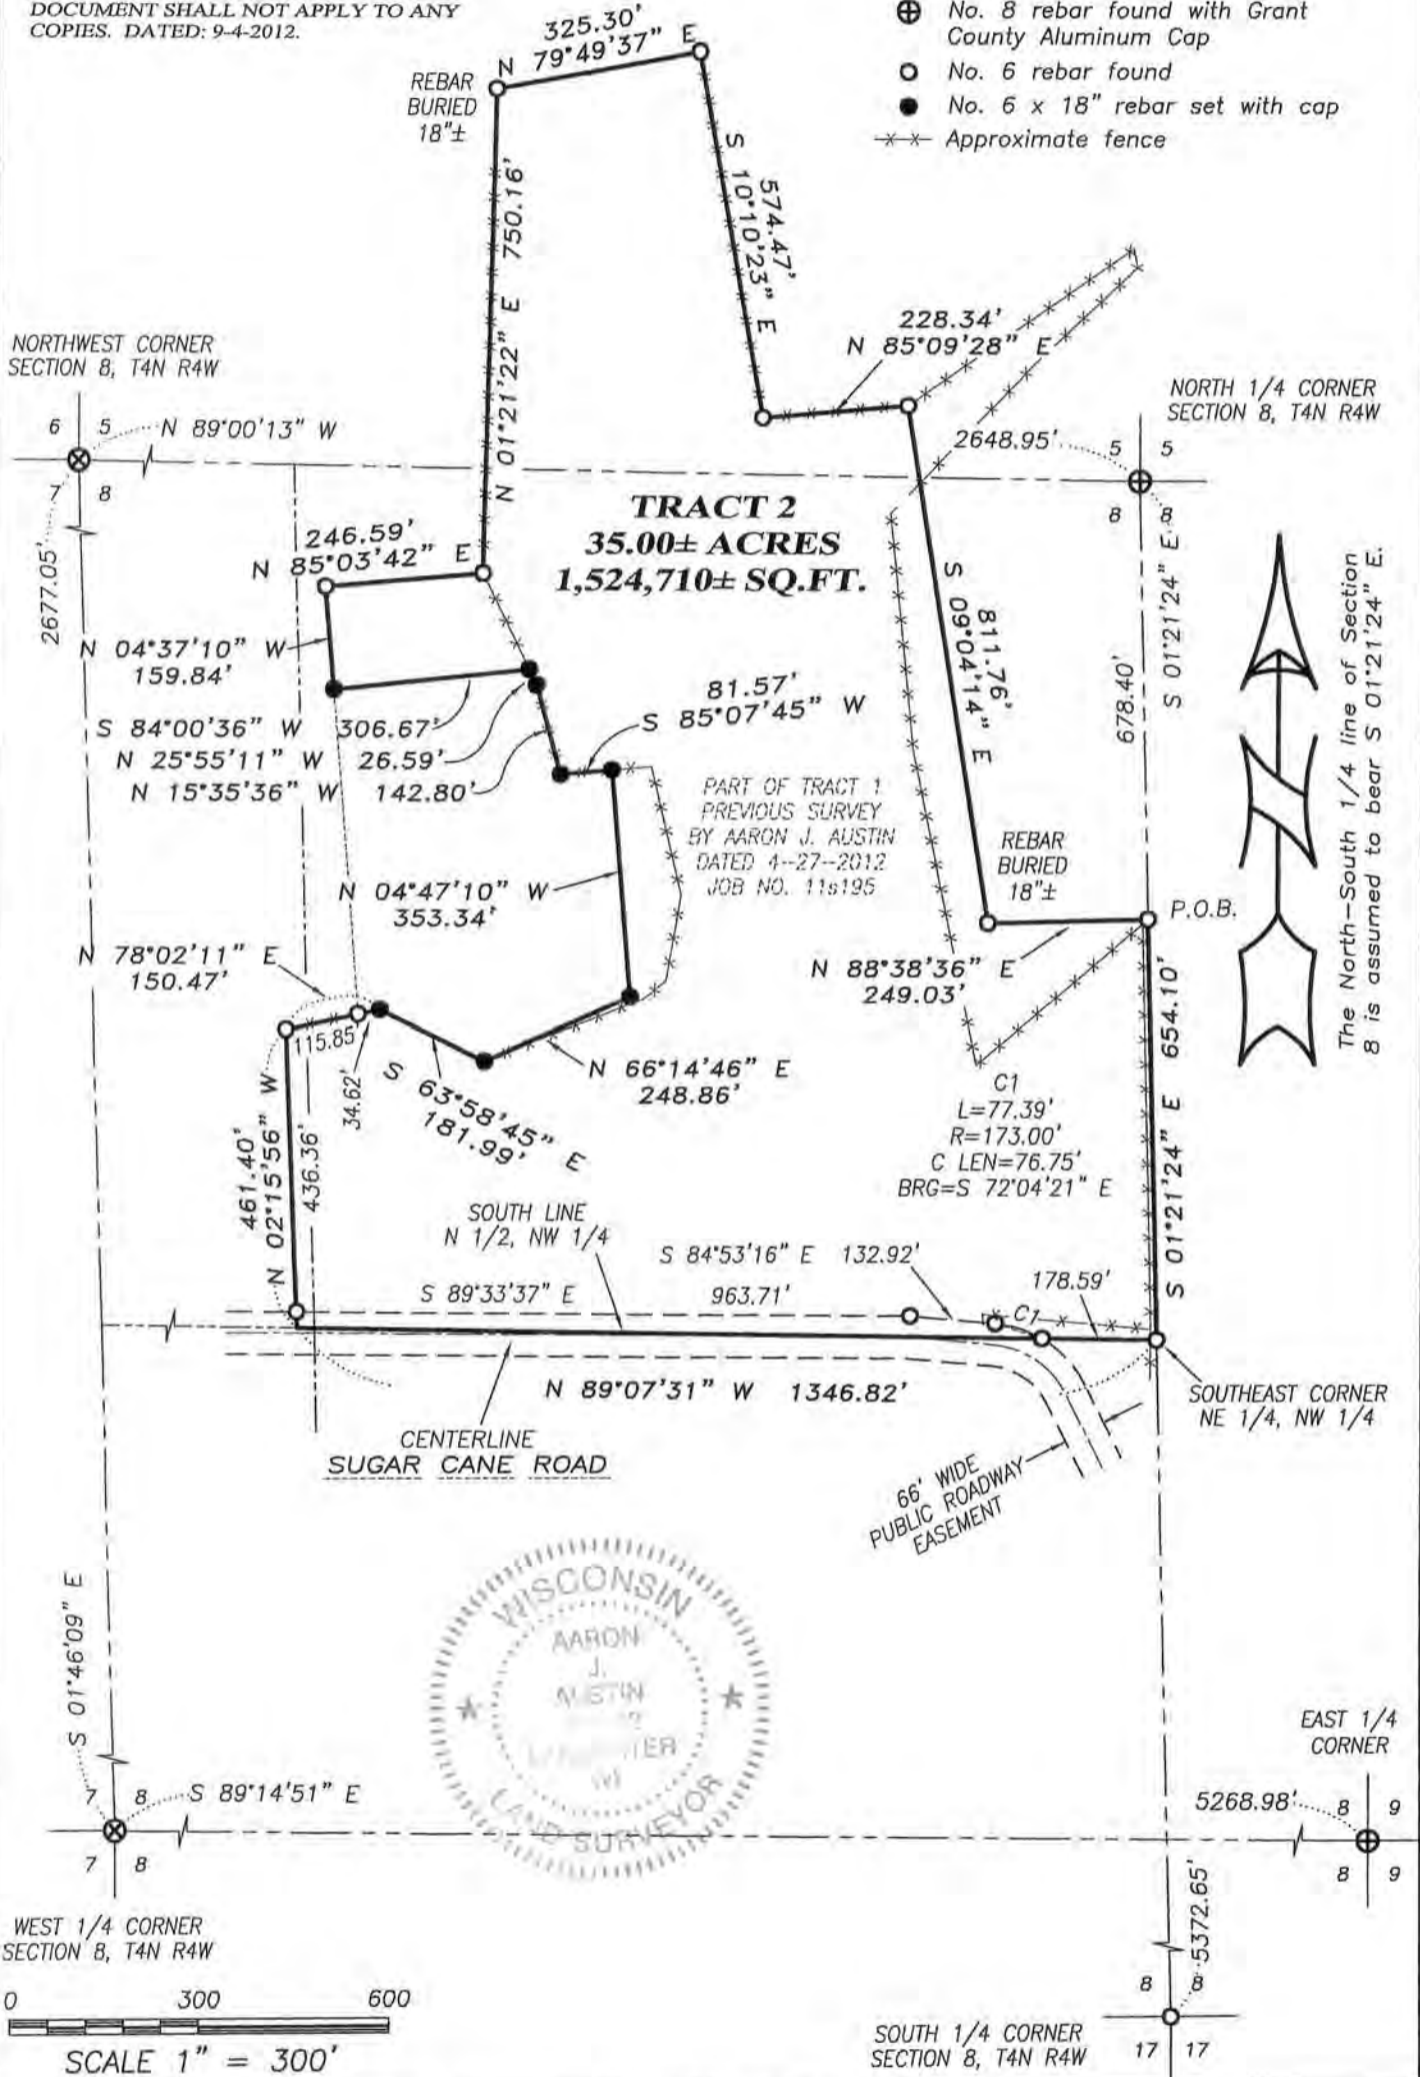 DOCUMENT SHALL NOT APPLY TO ANY
COPIES. DATED: 9-4-2012.
No. 8 rebar found with Grant
County Aluminum Cap
No. 6 rebar found
No. 6 x 18" rebar set with cap
Approximate fence
325.30'
N 79°49'37" E
REBAR
BURIED
18"±
N 01°21'22" E 750.16'
574.47'
S 10°10'23" E
228.34'
N 85°09'28" E
NORTHWEST CORNER
SECTION 8, T4N R4W
6 5
7 8
N 89°00'13" W
2648.95'
NORTH 1/4 CORNER
SECTION 8, T4N R4W
5 5
8 8
2677.05'
TRACT 2
35.00± ACRES
1,524,710± SQ.FT.
246.59'
N 85°03'42" E
N 04°37'10" W
159.84'
S 84°00'36" W 306.67'
N 25°55'11" W 26.59'
N 15°35'36" W 142.80'
81.57'
S 85°07'45" W
811.76'
S 09°04'14" E
678.40'
S 01°21'24" E
The North-South 1/4 line of Section
8 is assumed to bear S 01°21'24" E.
N
PART OF TRACT 1
PREVIOUS SURVEY
BY AARON J. AUSTIN
DATED 4-27-2012
JOB NO. 11s195
REBAR
BURIED
18"±
P.O.B.
N 04°47'10" W
353.34'
N 78°02'11" E
150.47'
N 88°38'36" E
249.03'
115.85'
34.62'
S 63°58'45" E
181.99'
N 66°14'46" E
248.86'
461.40'
N 02°15'56" W
436.36'
C1
L=77.39'
R=173.00'
C LEN=76.75'
BRG=S 72°04'21" E
S 01°21'24" E 654.10'
SOUTH LINE
N 1/2, NW 1/4
S 84°53'16" E 132.92'
S 89°33'37" E 963.71'
C1
178.59'
N 89°07'31" W 1346.82'
SOUTHEAST CORNER
NE 1/4, NW 1/4
CENTERLINE
SUGAR CANE ROAD
66' WIDE
PUBLIC ROADWAY
EASEMENT
WISCONSIN
AARON
J.
AUSTIN
LAND SURVEYOR
S 01°46'09" E
7 8
7 8
S 89°14'51" E
WEST 1/4 CORNER
SECTION 8, T4N R4W
EAST 1/4
CORNER
5268.98'
8 9
8 9
5372.65'
8 8
17 17
SOUTH 1/4 CORNER
SECTION 8, T4N R4W
0 300 600
SCALE 1" = 300'